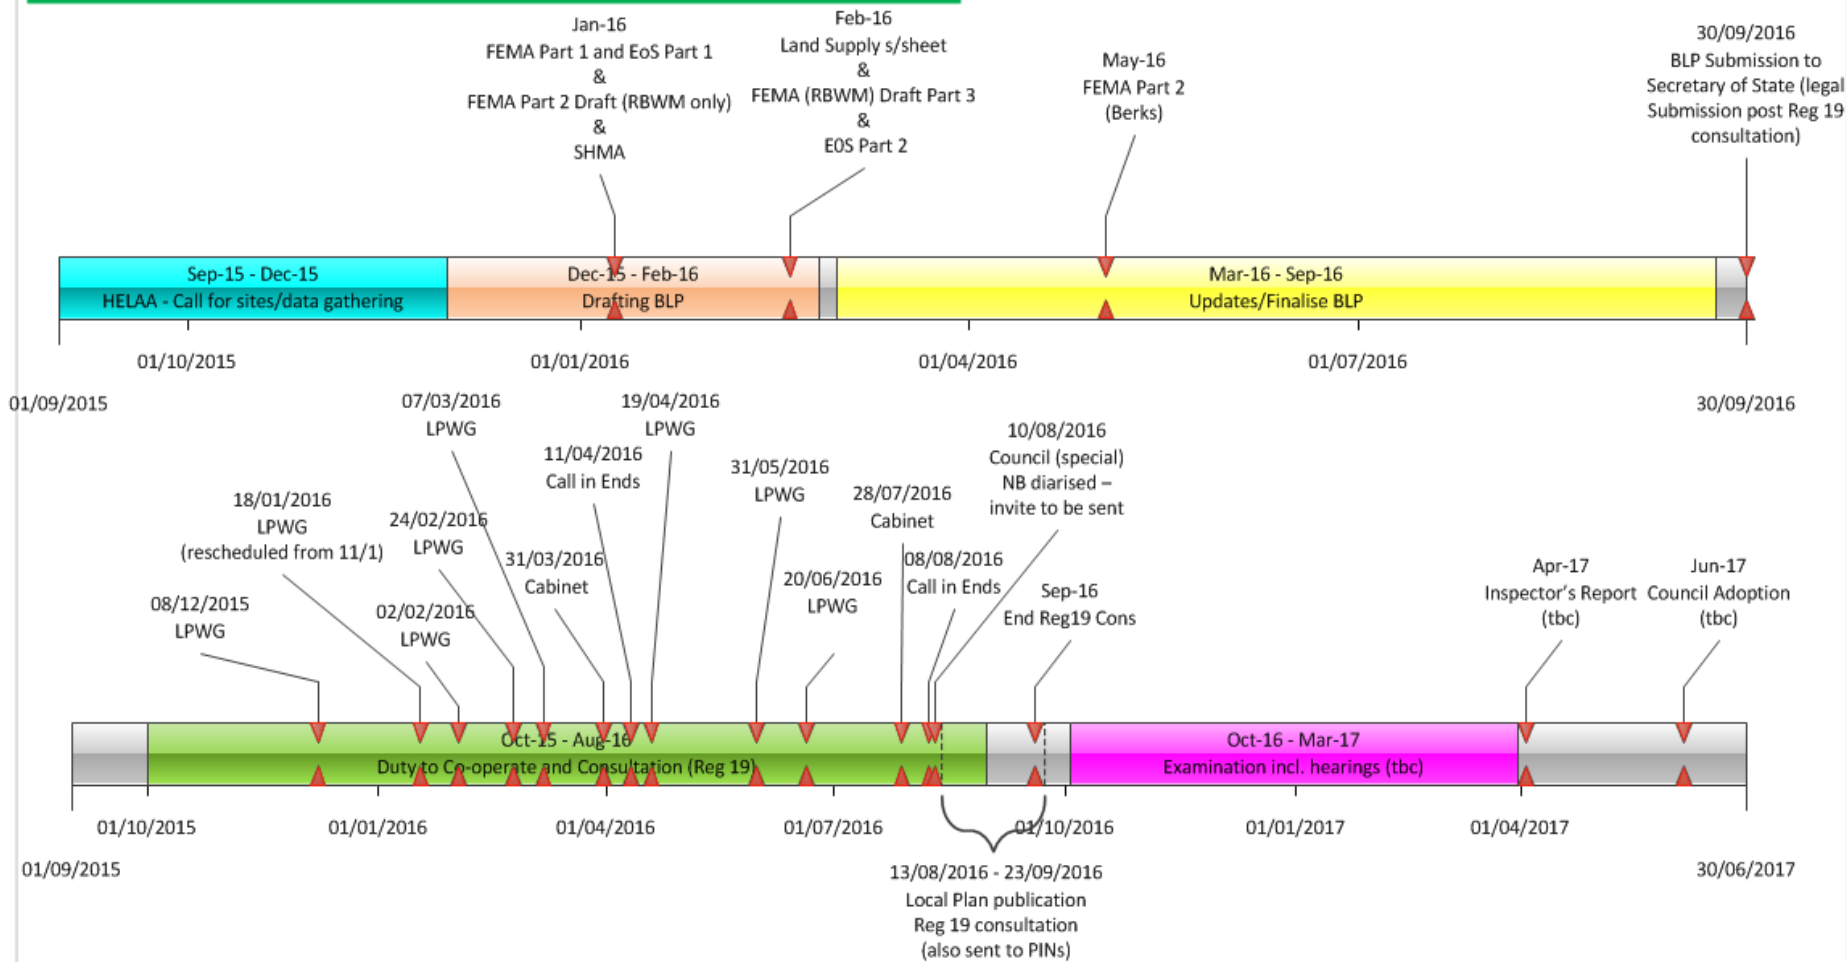 Jan-16
FEMA Part 1 and EoS Part 1
&
FEMA Part 2 Draft (RBWM only)
&
SHMA
Feb-16
Land Supply s/sheet
&
FEMA (RBWM) Draft Part 3
&
E0S Part 2
May-16
FEMA Part 2
(Berks)
30/09/2016
BLP Submission to
Secretary of State (legal
Submission post Reg 19
consultation)
Sep-15 - Dec-15
HELAA - Call for sites/data gathering
Dec-15 - Feb-16
Drafting BLP
Mar-16 - Sep-16
Updates/Finalise BLP
01/10/2015
01/01/2016
01/04/2016
01/07/2016
01/09/2015
30/09/2016
08/12/2015
LPWG
18/01/2016
LPWG
(rescheduled from 11/1)
02/02/2016
LPWG
24/02/2016
LPWG
07/03/2016
LPWG
31/03/2016
Cabinet
11/04/2016
Call in Ends
19/04/2016
LPWG
31/05/2016
LPWG
20/06/2016
LPWG
28/07/2016
Cabinet
08/08/2016
Call in Ends
10/08/2016
Council (special)
NB diarised –
invite to be sent
Sep-16
End Reg19 Cons
Apr-17
Inspector's Report
(tbc)
Jun-17
Council Adoption
(tbc)
Oct-15 - Aug-16
Duty to Co-operate and Consultation (Reg 19)
Oct-16 - Mar-17
Examination incl. hearings (tbc)
01/10/2015
01/01/2016
01/04/2016
01/07/2016
01/10/2016
01/01/2017
01/04/2017
01/09/2015
30/06/2017
13/08/2016 - 23/09/2016
Local Plan publication
Reg 19 consultation
(also sent to PINs)